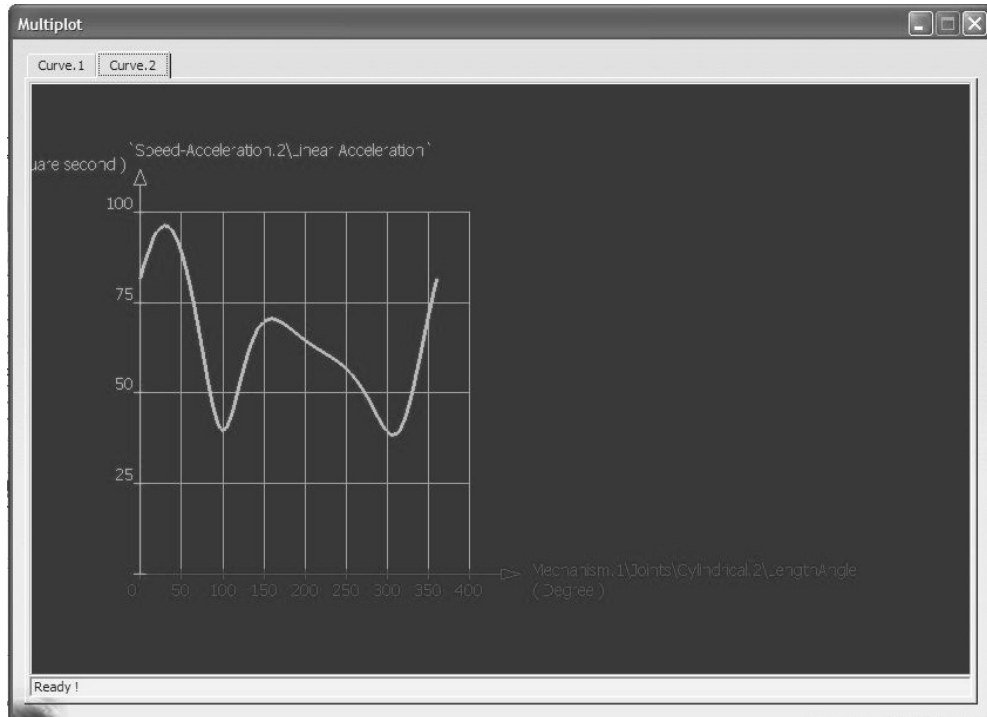 Multiplot
Curve.1 Curve.2
`Speed-Acceleration.2\Linear Acceleration`
uare second )
100
75
50
25
0 50 100 150 200 250 300 350 400
Mechanism.1\Joints\Cylindrical.2\LengthAngle
( Degree )
Ready !